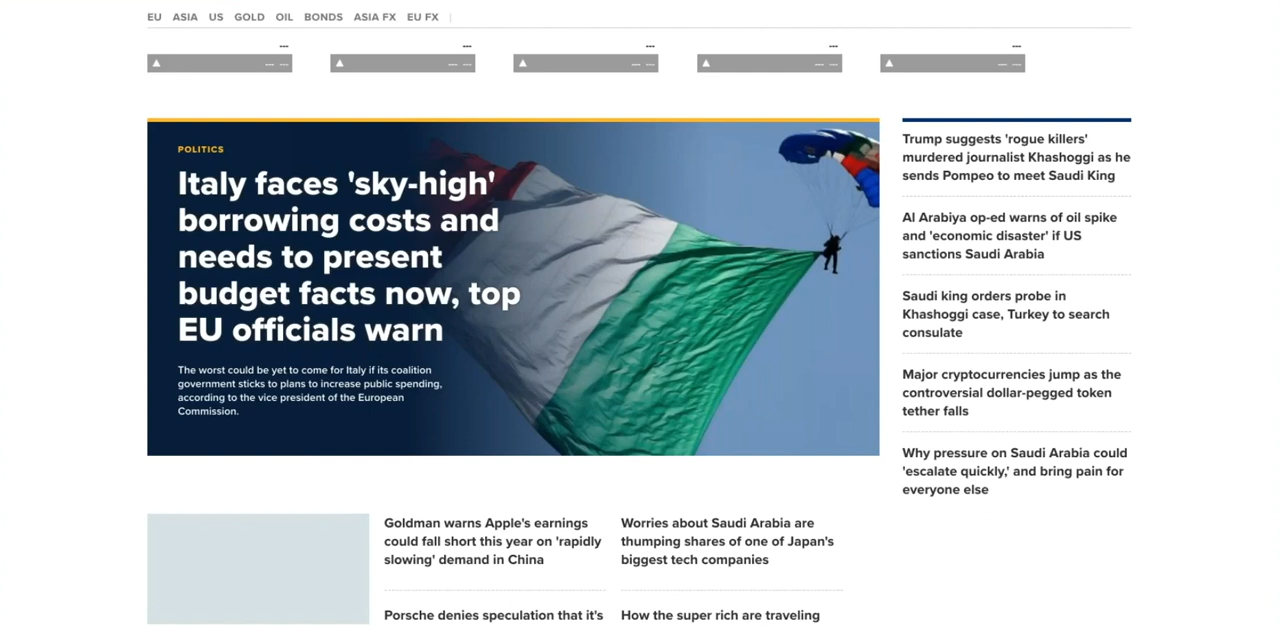 EU ASIA US GOLD OIL BONDS ASIA FX EU FX |
--- --- --- --- ---
▲ --- --- ▲ --- --- ▲ --- --- ▲ --- --- ▲ --- ---
POLITICS
Italy faces 'sky-high'
borrowing costs and
needs to present
budget facts now, top
EU officials warn
The worst could be yet to come for Italy if its coalition
government sticks to plans to increase public spending,
according to the vice president of the European
Commission.
Trump suggests 'rogue killers'
murdered journalist Khashoggi as he
sends Pompeo to meet Saudi King
Al Arabiya op-ed warns of oil spike
and 'economic disaster' if US
sanctions Saudi Arabia
Saudi king orders probe in
Khashoggi case, Turkey to search
consulate
Major cryptocurrencies jump as the
controversial dollar-pegged token
tether falls
Why pressure on Saudi Arabia could
'escalate quickly,' and bring pain for
everyone else
Goldman warns Apple's earnings
could fall short this year on 'rapidly
slowing' demand in China
Porsche denies speculation that it's
Worries about Saudi Arabia are
thumping shares of one of Japan's
biggest tech companies
How the super rich are traveling